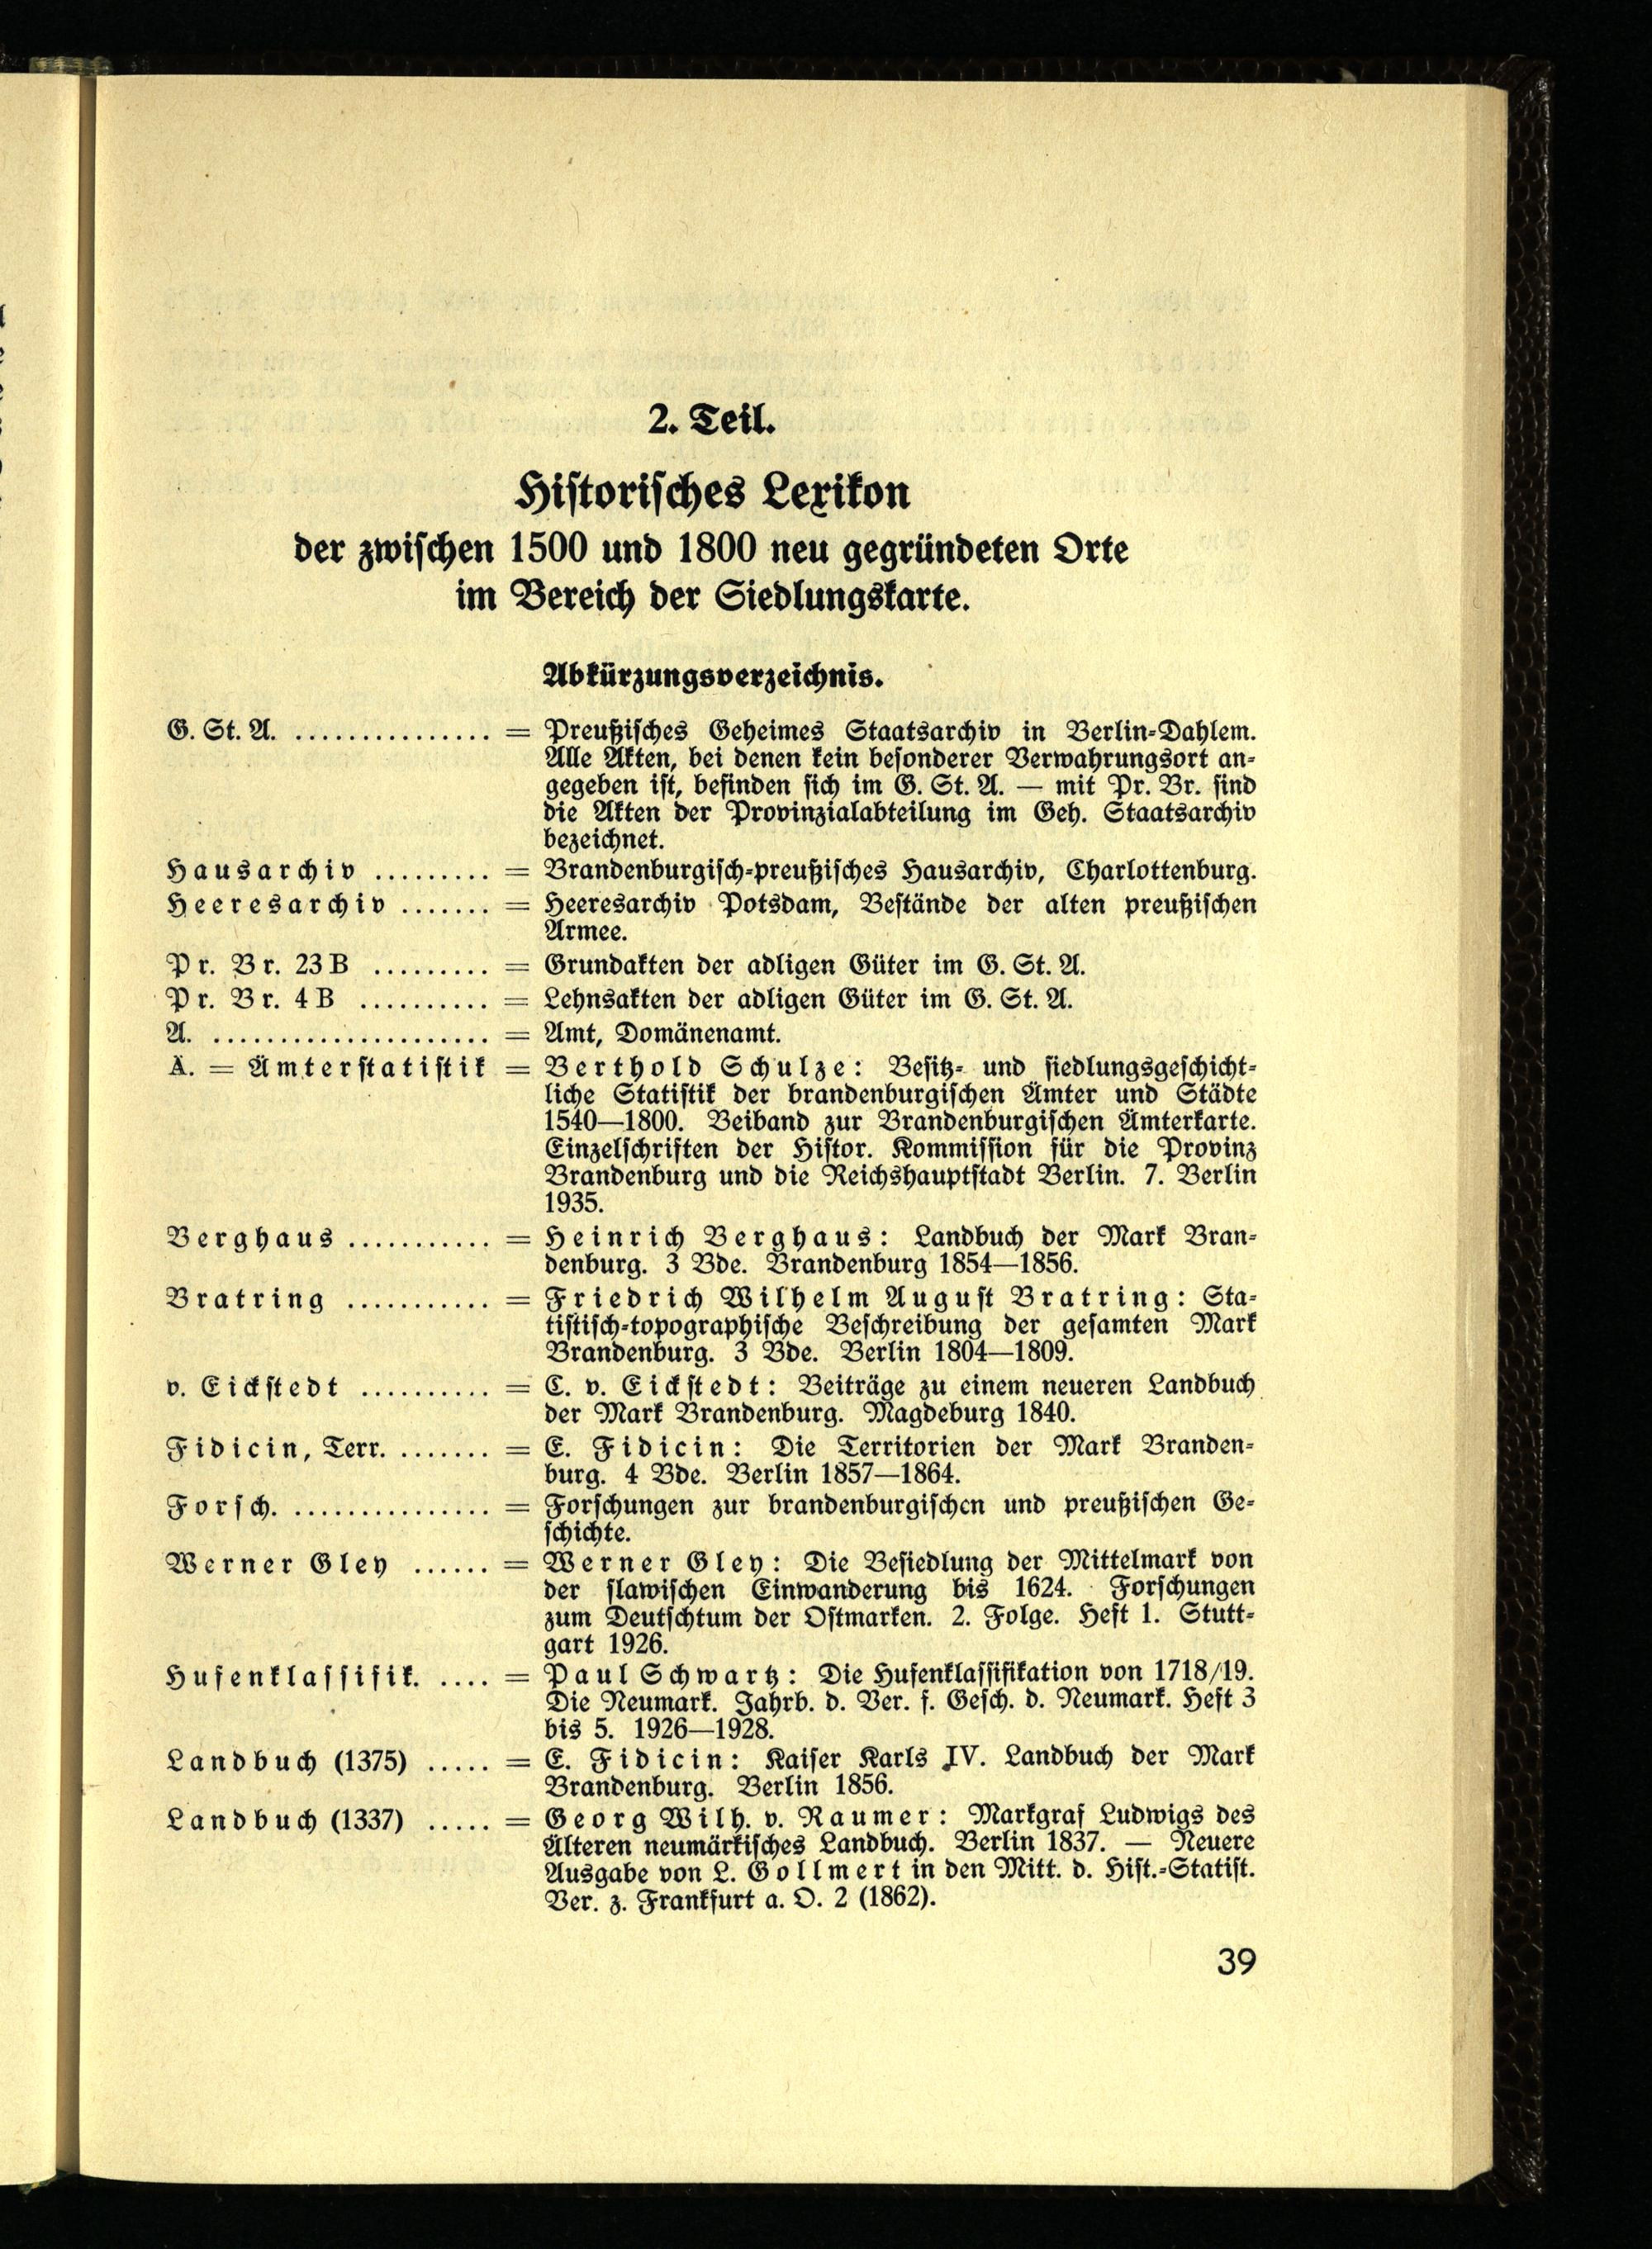 2. Teil.
Historisches Lexikon
der zwischen 1500 und 1800 neu gegründeten Orte
im Bereich der Siedlungskarte.
Abkürzungsverzeichnis.
G. St. A. ............... = Preußisches Geheimes Staatsarchiv in Berlin-Dahlem.
Alle Akten, bei denen kein besonderer Verwahrungsort an-
gegeben ist, befinden sich im G. St. A. — mit Pr. Br. sind
die Akten der Provinzialabteilung im Geh. Staatsarchiv
bezeichnet.
Hausarchiv ......... = Brandenburgisch-preußisches Hausarchiv, Charlottenburg.
Heeresarchiv ....... = Heeresarchiv Potsdam, Bestände der alten preußischen
Armee.
Pr. Br. 23 B ......... = Grundakten der adligen Güter im G. St. A.
Pr. Br. 4 B .......... = Lehnsakten der adligen Güter im G. St. A.
A. ..................... = Amt, Domänenamt.
Ä. = Ämterstatistik = Berthold Schulze: Besitz- und siedlungsgeschicht-
liche Statistik der brandenburgischen Ämter und Städte
1540—1800. Beiband zur Brandenburgischen Ämterkarte.
Einzelschriften der Histor. Kommission für die Provinz
Brandenburg und die Reichshauptstadt Berlin. 7. Berlin
1935.
Berghaus ........... = Heinrich Berghaus: Landbuch der Mark Bran-
denburg. 3 Bde. Brandenburg 1854—1856.
Bratring ........... = Friedrich Wilhelm August Bratring: Sta-
tistisch-topographische Beschreibung der gesamten Mark
Brandenburg. 3 Bde. Berlin 1804—1809.
v. Eickstedt .......... = C. v. Eickstedt: Beiträge zu einem neueren Landbuch
der Mark Brandenburg. Magdeburg 1840.
Fidicin, Terr. ....... = E. Fidicin: Die Territorien der Mark Branden-
burg. 4 Bde. Berlin 1857—1864.
Forsch. ............... = Forschungen zur brandenburgischen und preußischen Ge-
schichte.
Werner Gley ...... = Werner Gley: Die Besiedlung der Mittelmark von
der slawischen Einwanderung bis 1624. Forschungen
zum Deutschtum der Ostmarken. 2. Folge. Heft 1. Stutt-
gart 1926.
Hufenklassifik. .... = Paul Schwartz: Die Hufenklassifikation von 1718/19.
Die Neumark. Jahrb. d. Ver. f. Gesch. d. Neumark. Heft 3
bis 5. 1926—1928.
Landbuch (1375) ..... = E. Fidicin: Kaiser Karls IV. Landbuch der Mark
Brandenburg. Berlin 1856.
Landbuch (1337) ..... = Georg Wilh. v. Raumer: Markgraf Ludwigs des
Älteren neumärkisches Landbuch. Berlin 1837. — Neuere
Ausgabe von L. Gollmert in den Mitt. d. Hist.-Statist.
Ver. z. Frankfurt a. O. 2 (1862).
39